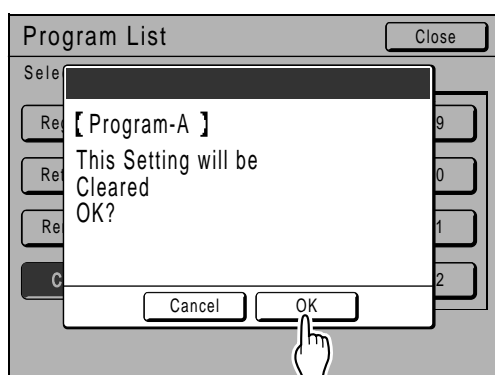 Program List
Close
Sele
[ Program-A ]
This Setting will be
Cleared
OK?
Re
9
Ret
0
Re
1
C
2
Cancel
OK